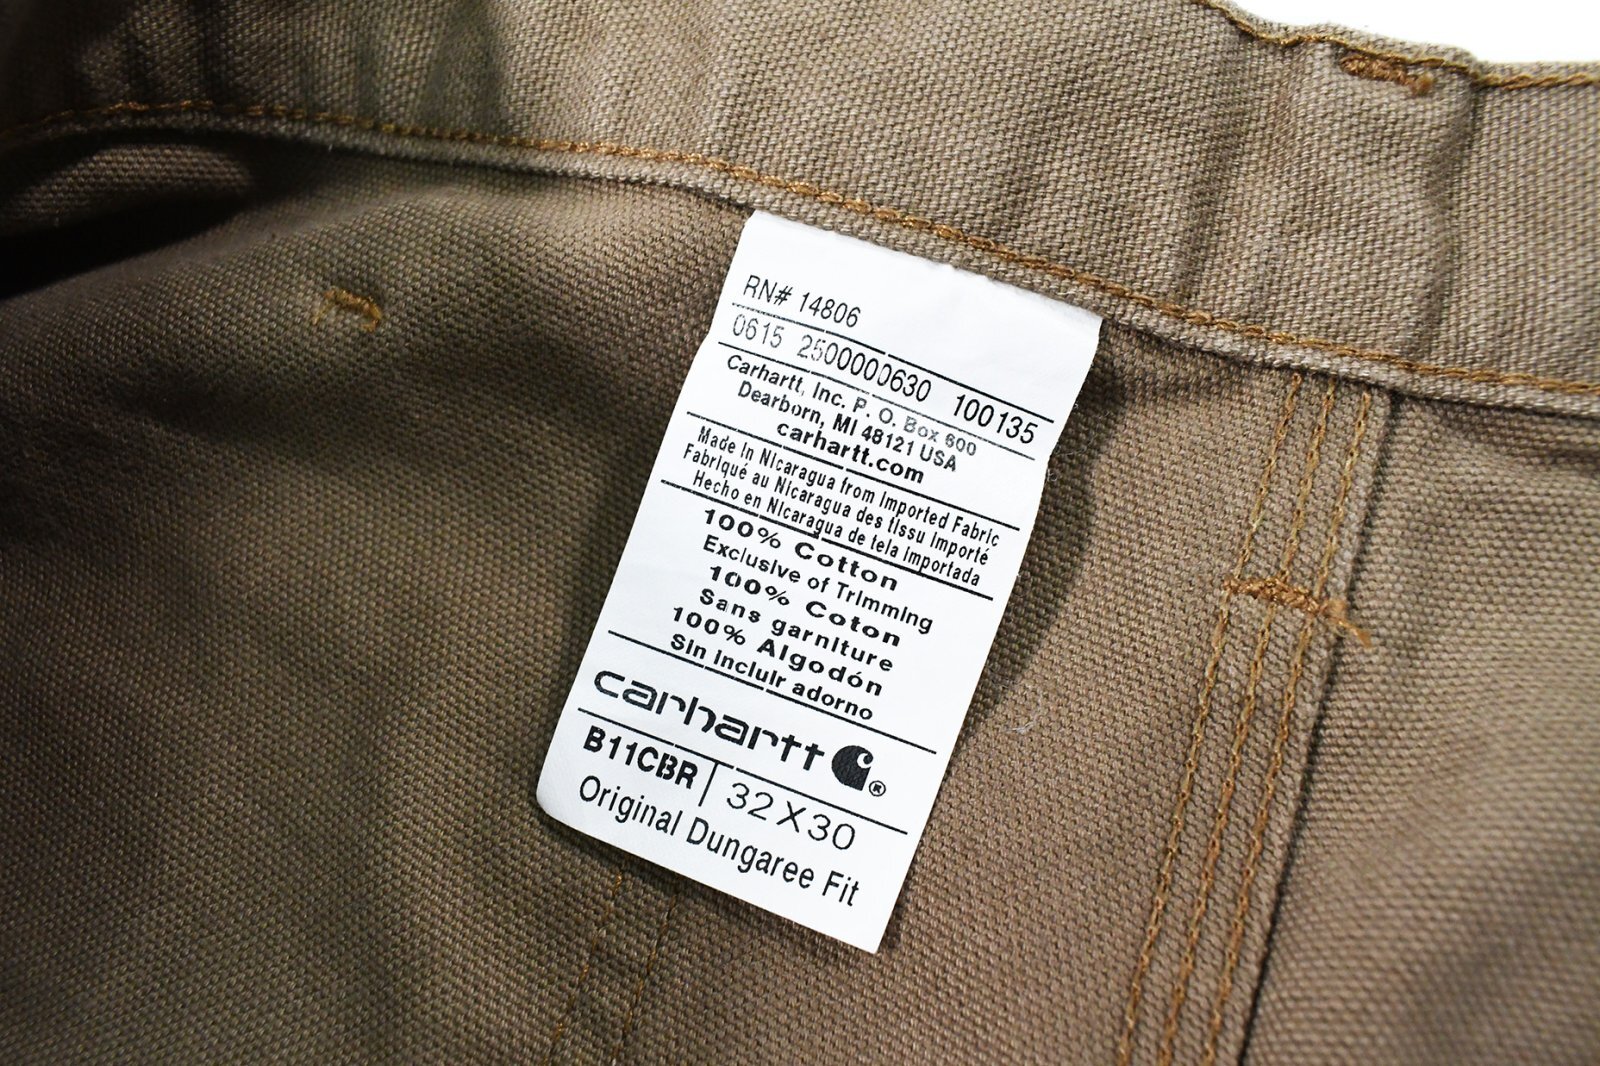 RN# 14806
0615 2500000630 100135
Carhartt, Inc. P. O. Box 600
Dearborn, MI 48121 USA
carhartt.com
Made in Nicaragua from Imported Fabric
Fabriqué au Nicaragua des tissu importé
Hecho en Nicaragua de tela importada
100% Cotton
Exclusive of Trimming
100% Coton
Sans garniture
100% Algodón
Sin incluir adorno
carhartt ®
B11CBR 32 X 30
Original Dungaree Fit